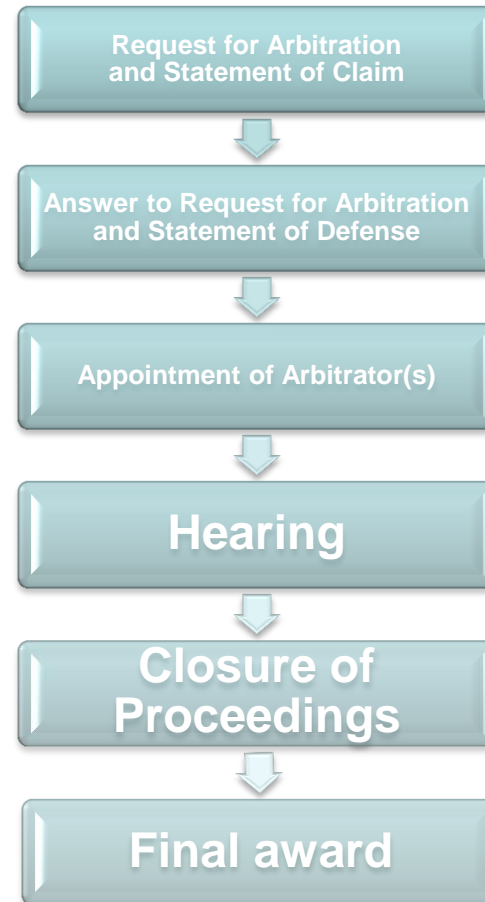 Request for Arbitration
and Statement of Claim
Answer to Request for Arbitration
and Statement of Defense
Appointment of Arbitrator(s)
Hearing
Closure of
Proceedings
Final award